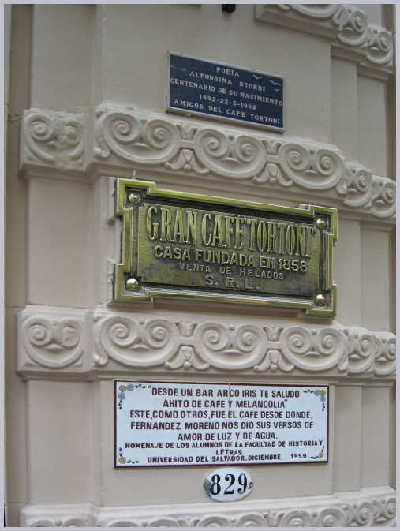 POETA
ALFONSINA STORNI
CENTENARIO DE SU NACIMIENTO
1892-22-5-1992
AMIGOS DEL CAFE TORTONI
GRAN CAFE TORTONI
CASA FUNDADA EN 1858
VENTA DE HELADOS
S. R. L.
DESDE UN BAR ARCO IRIS TE SALUDO
AHITO DE CAFE Y MELANCOLIA
ESTE, COMO OTROS, FUE EL CAFE DESDE DONDE,
FERNANDEZ MORENO NOS DIO SUS VERSOS DE
AMOR DE LUZ Y DE AGUA.
HOMENAJE DE LOS ALUMNOS DE LA FACULTAD DE HISTORIA Y
LETRAS
UNIVERSIDAD DEL SALVADOR. DICIEMBRE
829